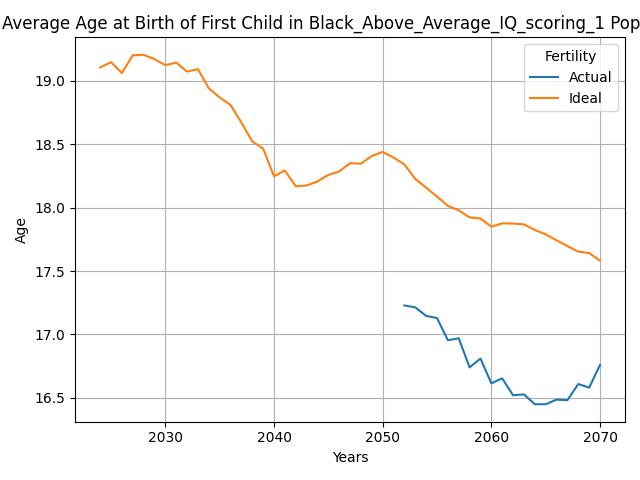 Average Age at Birth of First Child in Black_Above_Average_IQ_scoring_1 Pop
Fertility
Actual
Ideal
19.0
18.5
18.0
17.5
17.0
16.5
Age
2030 2040 2050 2060 2070
Years